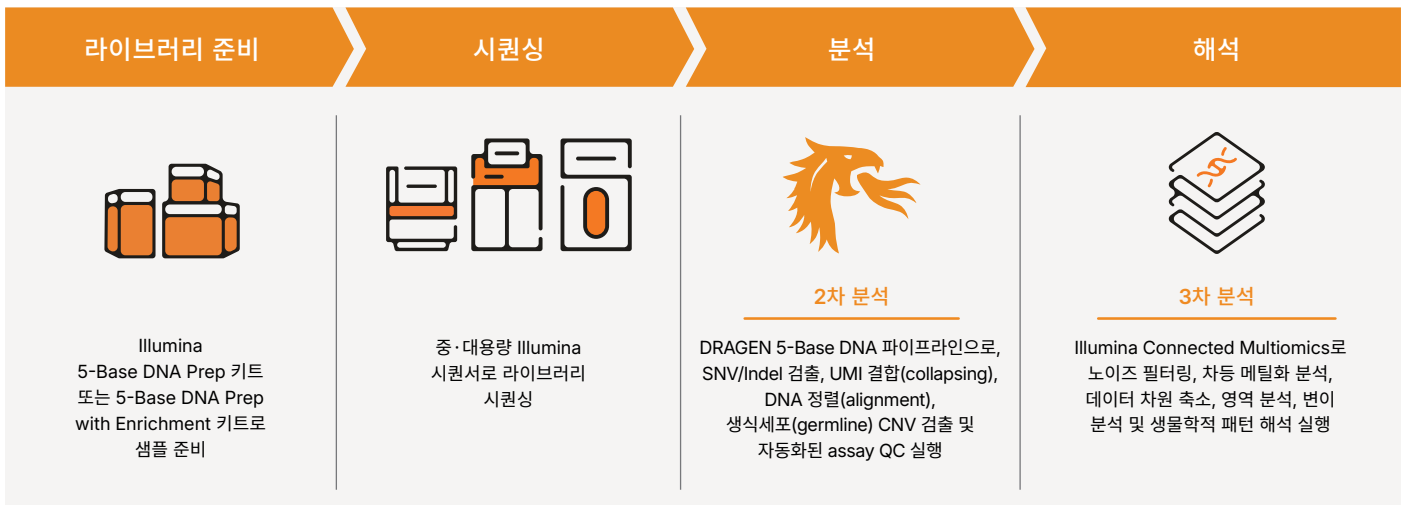 라이브러리 준비
시퀀싱
분석
해석
Illumina
5-Base DNA Prep 키트
또는 5-Base DNA Prep
with Enrichment 키트로
샘플 준비
중·대용량 Illumina
시퀀서로 라이브러리
시퀀싱
2차 분석
DRAGEN 5-Base DNA 파이프라인으로,
SNV/Indel 검출, UMI 결합(collapsing),
DNA 정렬(alignment),
생식세포(germline) CNV 검출 및
자동화된 assay QC 실행
3차 분석
Illumina Connected Multiomics로
노이즈 필터링, 차등 메틸화 분석,
데이터 차원 축소, 영역 분석, 변이
분석 및 생물학적 패턴 해석 실행